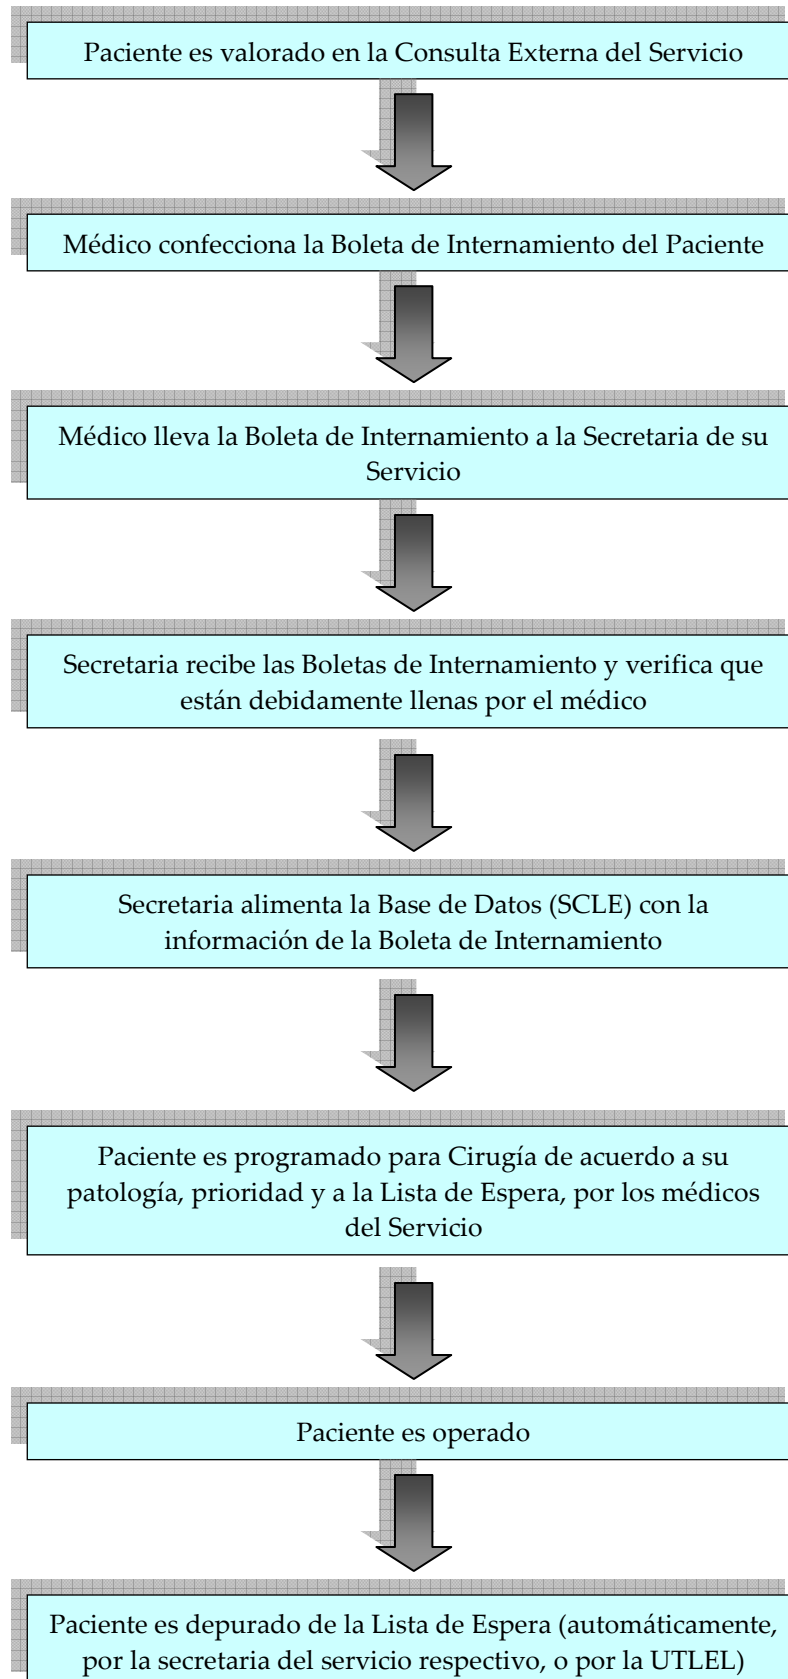 Paciente es valorado en la Consulta Externa del Servicio
Médico confecciona la Boleta de Internamiento del Paciente
Médico lleva la Boleta de Internamiento a la Secretaria de su
Servicio
Secretaria recibe las Boletas de Internamiento y verifica que
están debidamente llenas por el médico
Secretaria alimenta la Base de Datos (SCLE) con la
información de la Boleta de Internamiento
Paciente es programado para Cirugía de acuerdo a su
patología, prioridad y a la Lista de Espera, por los médicos
del Servicio
Paciente es operado
Paciente es depurado de la Lista de Espera (automáticamente,
por la secretaria del servicio respectivo, o por la UTLEL)